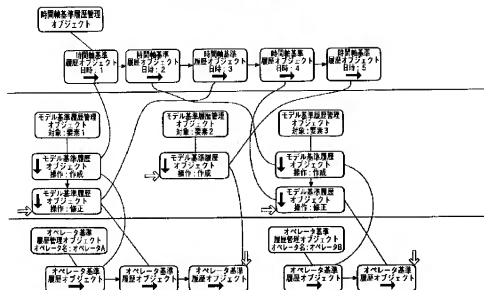 時間軸基準履歴管理
オブジェクト
時間軸基準
履歴オブジェクト
日時:1
時間軸基準
履歴オブジェクト
日時:2
時間軸基準
履歴オブジェクト
日時:3
時間軸基準
履歴オブジェクト
日時:4
時間軸基準
履歴オブジェクト
日時:5
モデル基準履歴管理
オブジェクト
対象:要素1
モデル基準履歴管理
オブジェクト
対象:要素2
モデル基準履歴管理
オブジェクト
対象:要素3
モデル基準履歴
オブジェクト
操作:作成
モデル基準履歴
オブジェクト
操作:作成
モデル基準履歴
オブジェクト
操作:作成
モデル基準履歴
オブジェクト
操作:修正
モデル基準履歴
オブジェクト
操作:修正
オペレータ基準
履歴管理オブジェクト
オペレータ名:オペレータA
オペレータ基準
履歴管理オブジェクト
オペレータ名:オペレータB
オペレータ基準
履歴オブジェクト
オペレータ基準
履歴オブジェクト
オペレータ基準
履歴オブジェクト
オペレータ基準
履歴オブジェクト
オペレータ基準
履歴オブジェクト